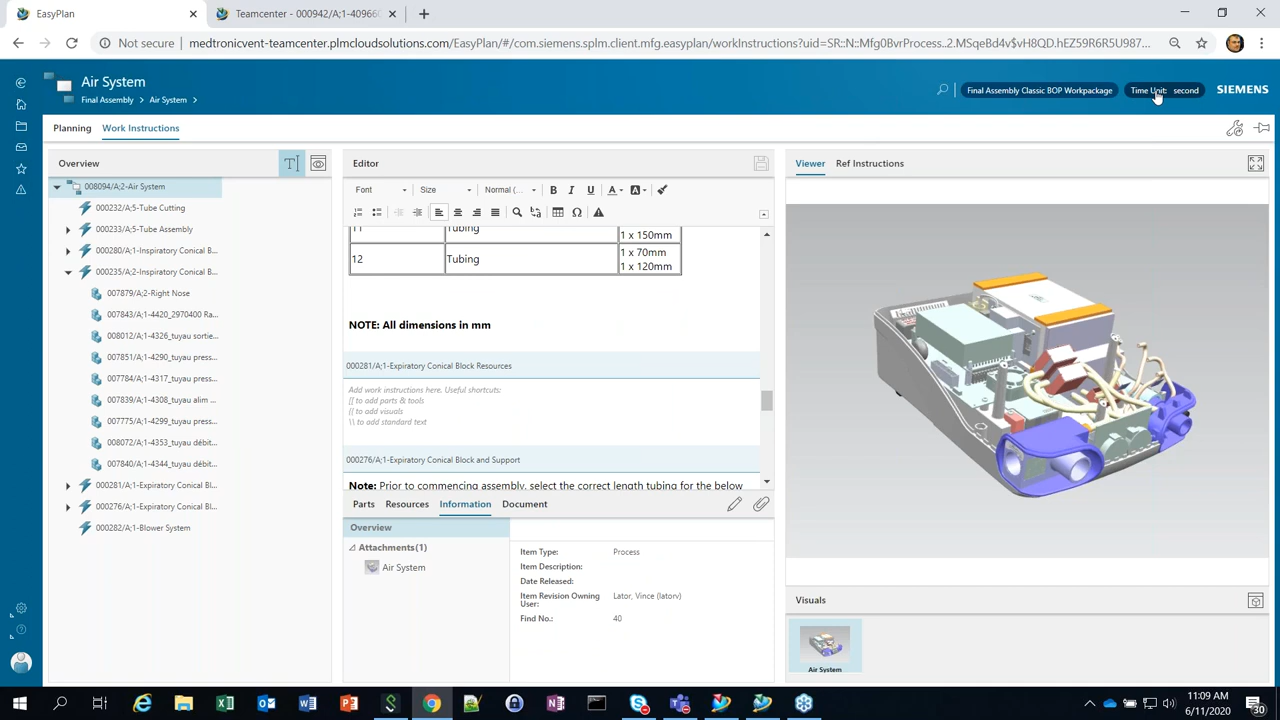 EasyPlan
Teamcenter - 000942/A;1-40966
Not secure | medtronicvent-teamcenter.plmcloudsolutions.com/EasyPlan/#/com.siemens.splm.client.mfg.easyplan/workInstructions?uid=SR::N::Mfg0BvrProcess..2.MSqeBd4v$vH8QD.hEZ59R6R5U987...
Air System
Final Assembly > Air System >
Final Assembly Classic BOP Workpackage
Time Unit: second
SIEMENS
Planning
Work Instructions
Overview
008094/A;2-Air System
000232/A;5-Tube Cutting
000233/A;5-Tube Assembly
000280/A;1-Inspiratory Conical B...
000235/A;2-Inspiratory Conical B...
007879/A;2-Right Nose
007843/A;1-4420_2970400 Ra...
008012/A;1-4326_tuyau sortie...
007851/A;1-4290_tuyau press...
007784/A;1-4317_tuyau press...
007839/A;1-4308_tuyau alim ...
007775/A;1-4299_tuyau press...
008072/A;1-4353_tuyau débit...
007840/A;1-4344_tuyau débit...
000281/A;1-Expiratory Conical Bl...
000276/A;1-Expiratory Conical Bl...
000282/A;1-Blower System
Editor
Font
Size
Normal (...
B I U A A
11 Tubing 1 x 150mm
12 Tubing 1 x 70mm
1 x 120mm
NOTE: All dimensions in mm
000281/A;1-Expiratory Conical Block Resources
Add work instructions here. Useful shortcuts:
[[ to add parts & tools
{{ to add visuals
\\ to add standard text
000276/A;1-Expiratory Conical Block and Support
Note: Prior to commencing assembly, select the correct length tubing for the below
Parts
Resources
Information
Document
Overview
Attachments(1)
Air System
Item Type: Process
Item Description:
Date Released:
Item Revision Owning User: Lator, Vince (latorv)
Find No.: 40
Viewer
Ref Instructions
Visuals
Air System
11:09 AM
6/11/2020
30